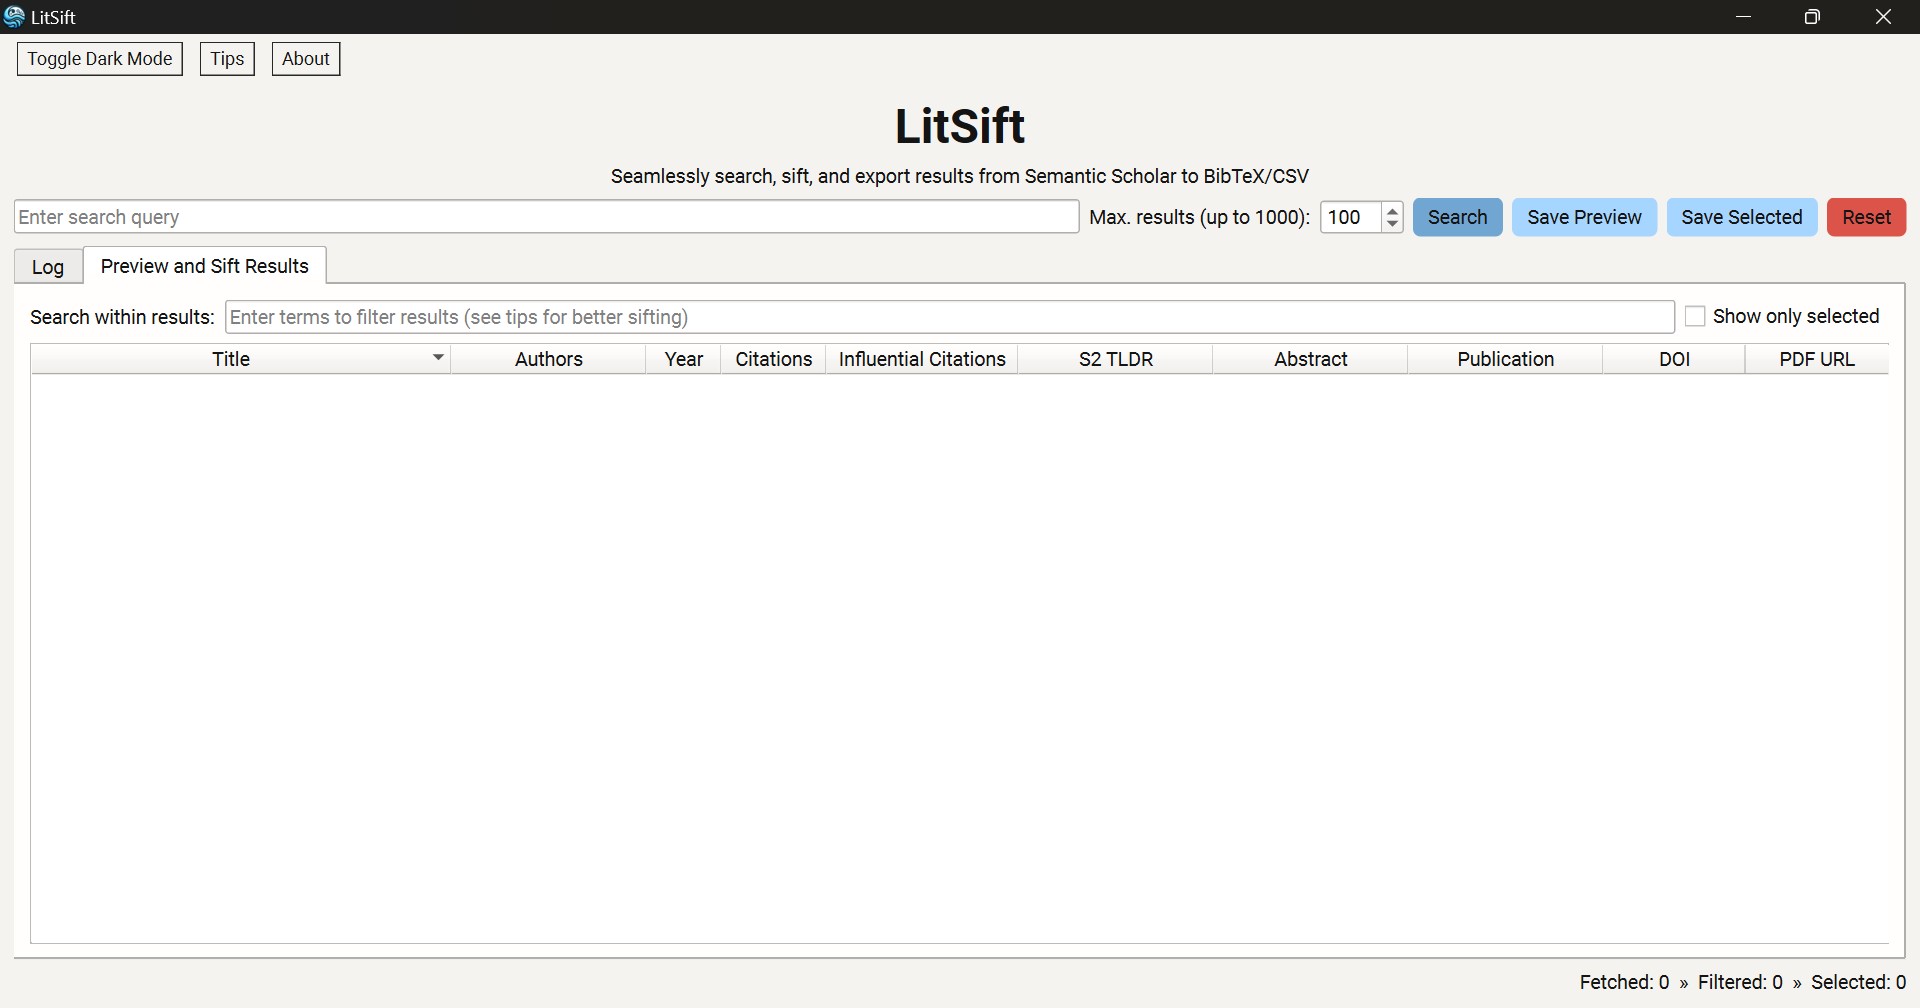 LitSift
Toggle Dark Mode Tips About
LitSift
Seamlessly search, sift, and export results from Semantic Scholar to BibTeX/CSV
Enter search query Max. results (up to 1000): 100 Search Save Preview Save Selected Reset
Log Preview and Sift Results
Search within results: Enter terms to filter results (see tips for better sifting) Show only selected
Title Authors Year Citations Influential Citations S2 TLDR Abstract Publication DOI PDF URL
Fetched: 0 » Filtered: 0 » Selected: 0